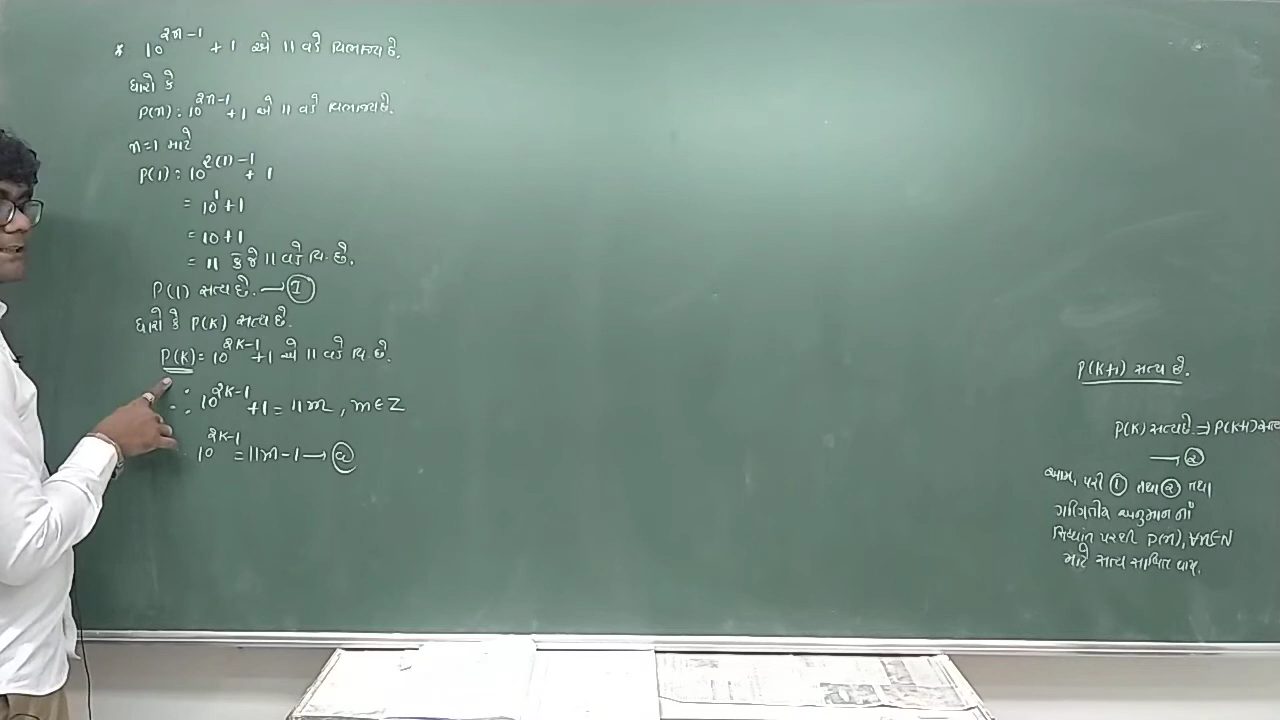 * 10^{2n-1} + 1 એ 11 વડે વિભાજ્ય છે.
ધારો કે
P(n) : 10^{2n-1} + 1 એ 11 વડે વિભાજ્ય છે.
n=1 માટે
P(1) : 10^{2(1)-1} + 1
= 10^1 + 1
= 10 + 1
= 11 કે જે 11 વડે વિ. છે.
P(1) સત્ય છે. — ①
ધારો કે P(K) સત્ય છે.
P(K) = 10^{2K-1} + 1 એ 11 વડે વિ. છે.
∴ 10^{2K-1} + 1 = 11m, m∈Z
10^{2K-1} = 11m - 1 → ⓐ
P(K+1) સત્ય છે.
P(K) સત્ય છે ⇒ P(K+1) સત્ય
→ ②
આમ, પરી ① તથા ② તથા
ગાણિતીક અનુમાન નાં
સિધ્ધાંત પરથી P(n), ∀n∈N
માટે સત્ય સાબિત થાય.